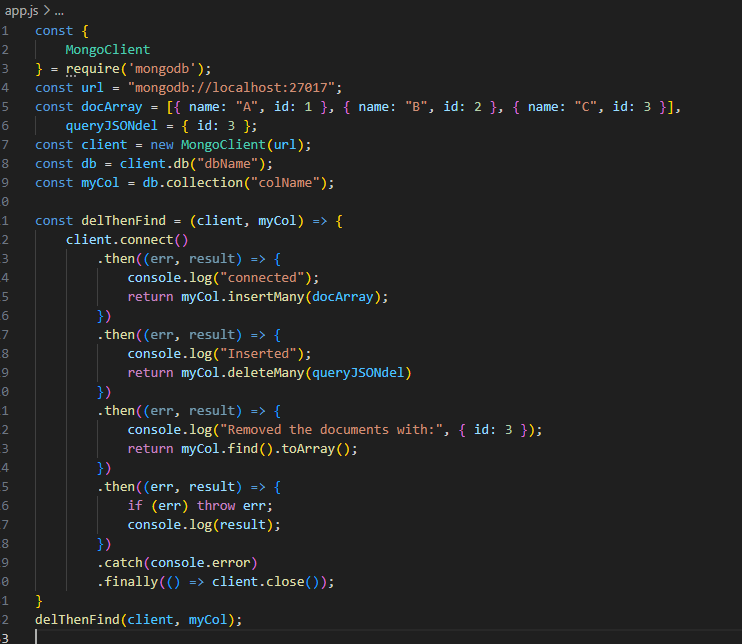 app.js > ...
1 const {
2 MongoClient
3 } = require('mongodb');
4 const url = "mongodb://localhost:27017";
5 const docArray = [{ name: "A", id: 1 }, { name: "B", id: 2 }, { name: "C", id: 3 }],
6 queryJSONdel = { id: 3 };
7 const client = new MongoClient(url);
8 const db = client.db("dbName");
9 const myCol = db.collection("colName");
0
1 const delThenFind = (client, myCol) => {
2 client.connect()
3 .then((err, result) => {
4 console.log("connected");
5 return myCol.insertMany(docArray);
6 })
7 .then((err, result) => {
8 console.log("Inserted");
9 return myCol.deleteMany(queryJSONdel)
0 })
1 .then((err, result) => {
2 console.log("Removed the documents with:", { id: 3 });
3 return myCol.find().toArray();
4 })
5 .then((err, result) => {
6 if (err) throw err;
7 console.log(result);
8 })
9 .catch(console.error)
0 .finally(() => client.close());
1 }
2 delThenFind(client, myCol);
3